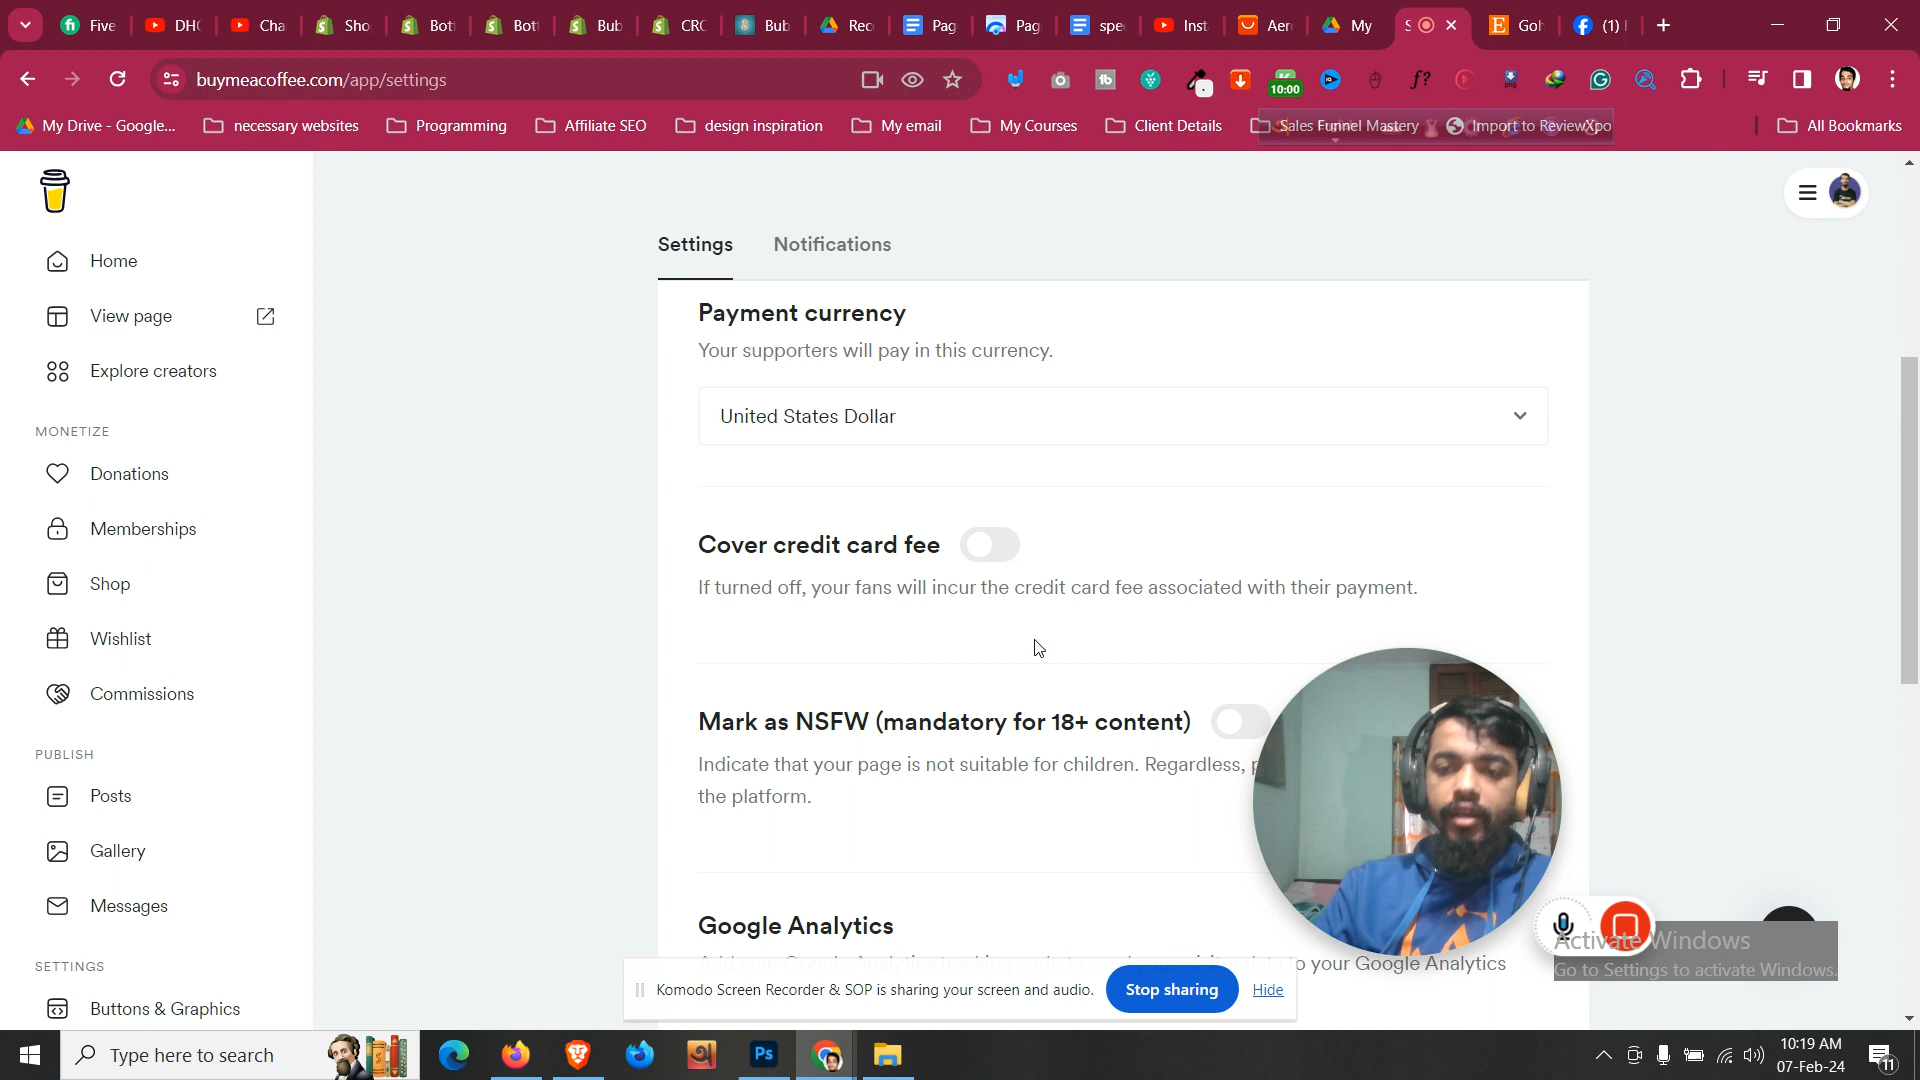 Five
DHC
Cha
Sho
Bott
Bott
Bub
CRO
Bub
Rec
Pag
Pag
spe
Inst
Aer
My
S
Goh
(1) F
buymeacoffee.com/app/settings
10:00
My Drive - Google...
necessary websites
Programming
Affiliate SEO
design inspiration
My email
My Courses
Client Details
Sales Funnel Mastery
Import to ReviewXpo
All Bookmarks
Settings
Notifications
Home
View page
Explore creators
MONETIZE
Donations
Memberships
Shop
Wishlist
Commissions
PUBLISH
Posts
Gallery
Messages
SETTINGS
Buttons & Graphics
Payment currency
Your supporters will pay in this currency.
United States Dollar
Cover credit card fee
If turned off, your fans will incur the credit card fee associated with their payment.
Mark as NSFW (mandatory for 18+ content)
Indicate that your page is not suitable for children. Regardless,
the platform.
Google Analytics
to your Google Analytics
Activate Windows
Go to Settings to activate Windows.
Komodo Screen Recorder & SOP is sharing your screen and audio.
Stop sharing
Hide
Type here to search
Ps
10:19 AM
07-Feb-24
11